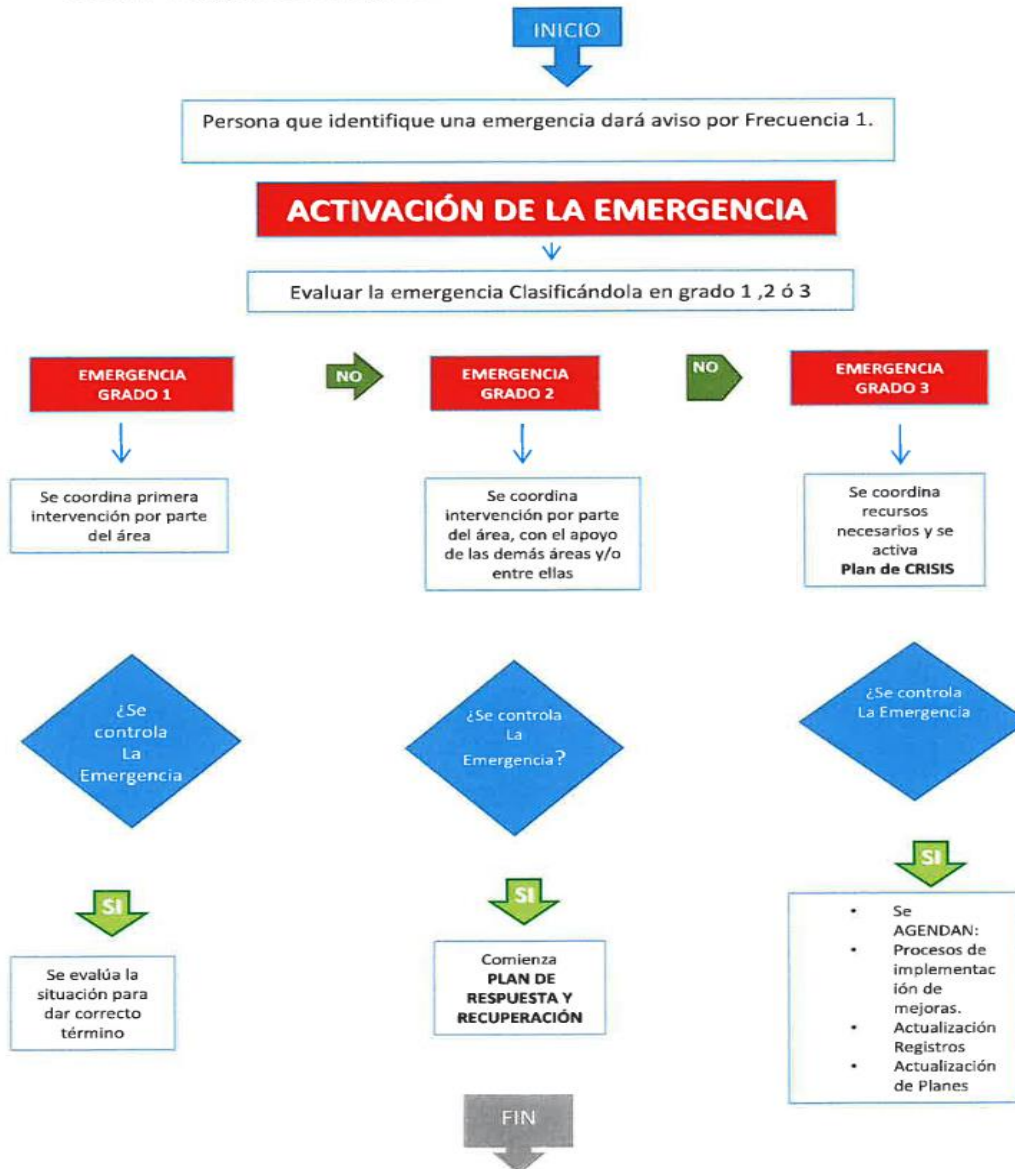 INICIO
Persona que identifique una emergencia dará aviso por Frecuencia 1.
ACTIVACIÓN DE LA EMERGENCIA
Evaluar la emergencia Clasificándola en grado 1 ,2 ó 3
EMERGENCIA
GRADO 1
NO
EMERGENCIA
GRADO 2
NO
EMERGENCIA
GRADO 3
Se coordina primera
intervención por parte
del área
Se coordina
intervención por parte
del área, con el apoyo
de las demás áreas y/o
entre ellas
Se coordina
recursos
necesarios y se
activa
Plan de CRISIS
¿Se
controla
La
Emergencia
¿Se controla
La
Emergencia?
¿Se controla
La Emergencia
SI
SI
SI
Se evalúa la
situación para
dar correcto
término
Comienza
PLAN DE
RESPUESTA Y
RECUPERACIÓN
• Se
AGENDAN:
• Procesos de
implementac
ión de
mejoras.
• Actualización
Registros
• Actualización
de Planes
FIN